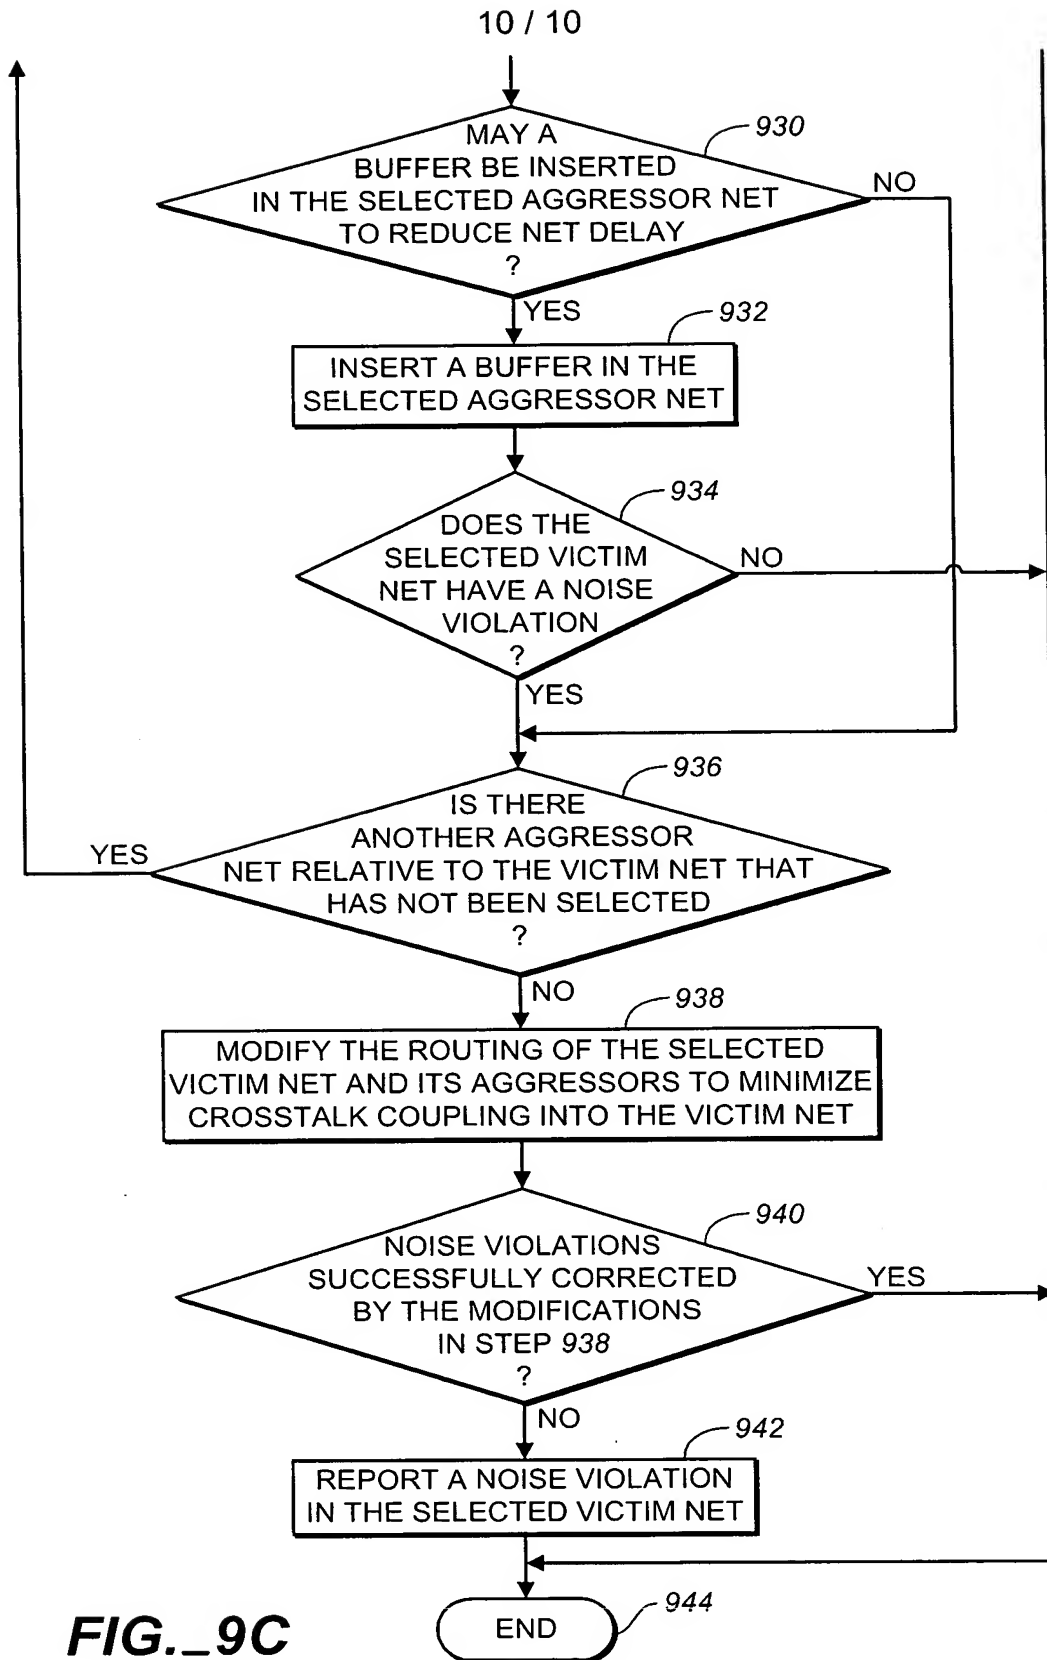 10 / 10
MAY A
BUFFER BE INSERTED
IN THE SELECTED AGGRESSOR NET
TO REDUCE NET DELAY
?
930
NO
YES
932
INSERT A BUFFER IN THE
SELECTED AGGRESSOR NET
934
DOES THE
SELECTED VICTIM
NET HAVE A NOISE
VIOLATION
?
NO
YES
936
IS THERE
ANOTHER AGGRESSOR
NET RELATIVE TO THE VICTIM NET THAT
HAS NOT BEEN SELECTED
?
YES
NO
938
MODIFY THE ROUTING OF THE SELECTED
VICTIM NET AND ITS AGGRESSORS TO MINIMIZE
CROSSTALK COUPLING INTO THE VICTIM NET
940
NOISE VIOLATIONS
SUCCESSFULLY CORRECTED
BY THE MODIFICATIONS
IN STEP 938
?
YES
NO
942
REPORT A NOISE VIOLATION
IN THE SELECTED VICTIM NET
END
944
FIG._9C